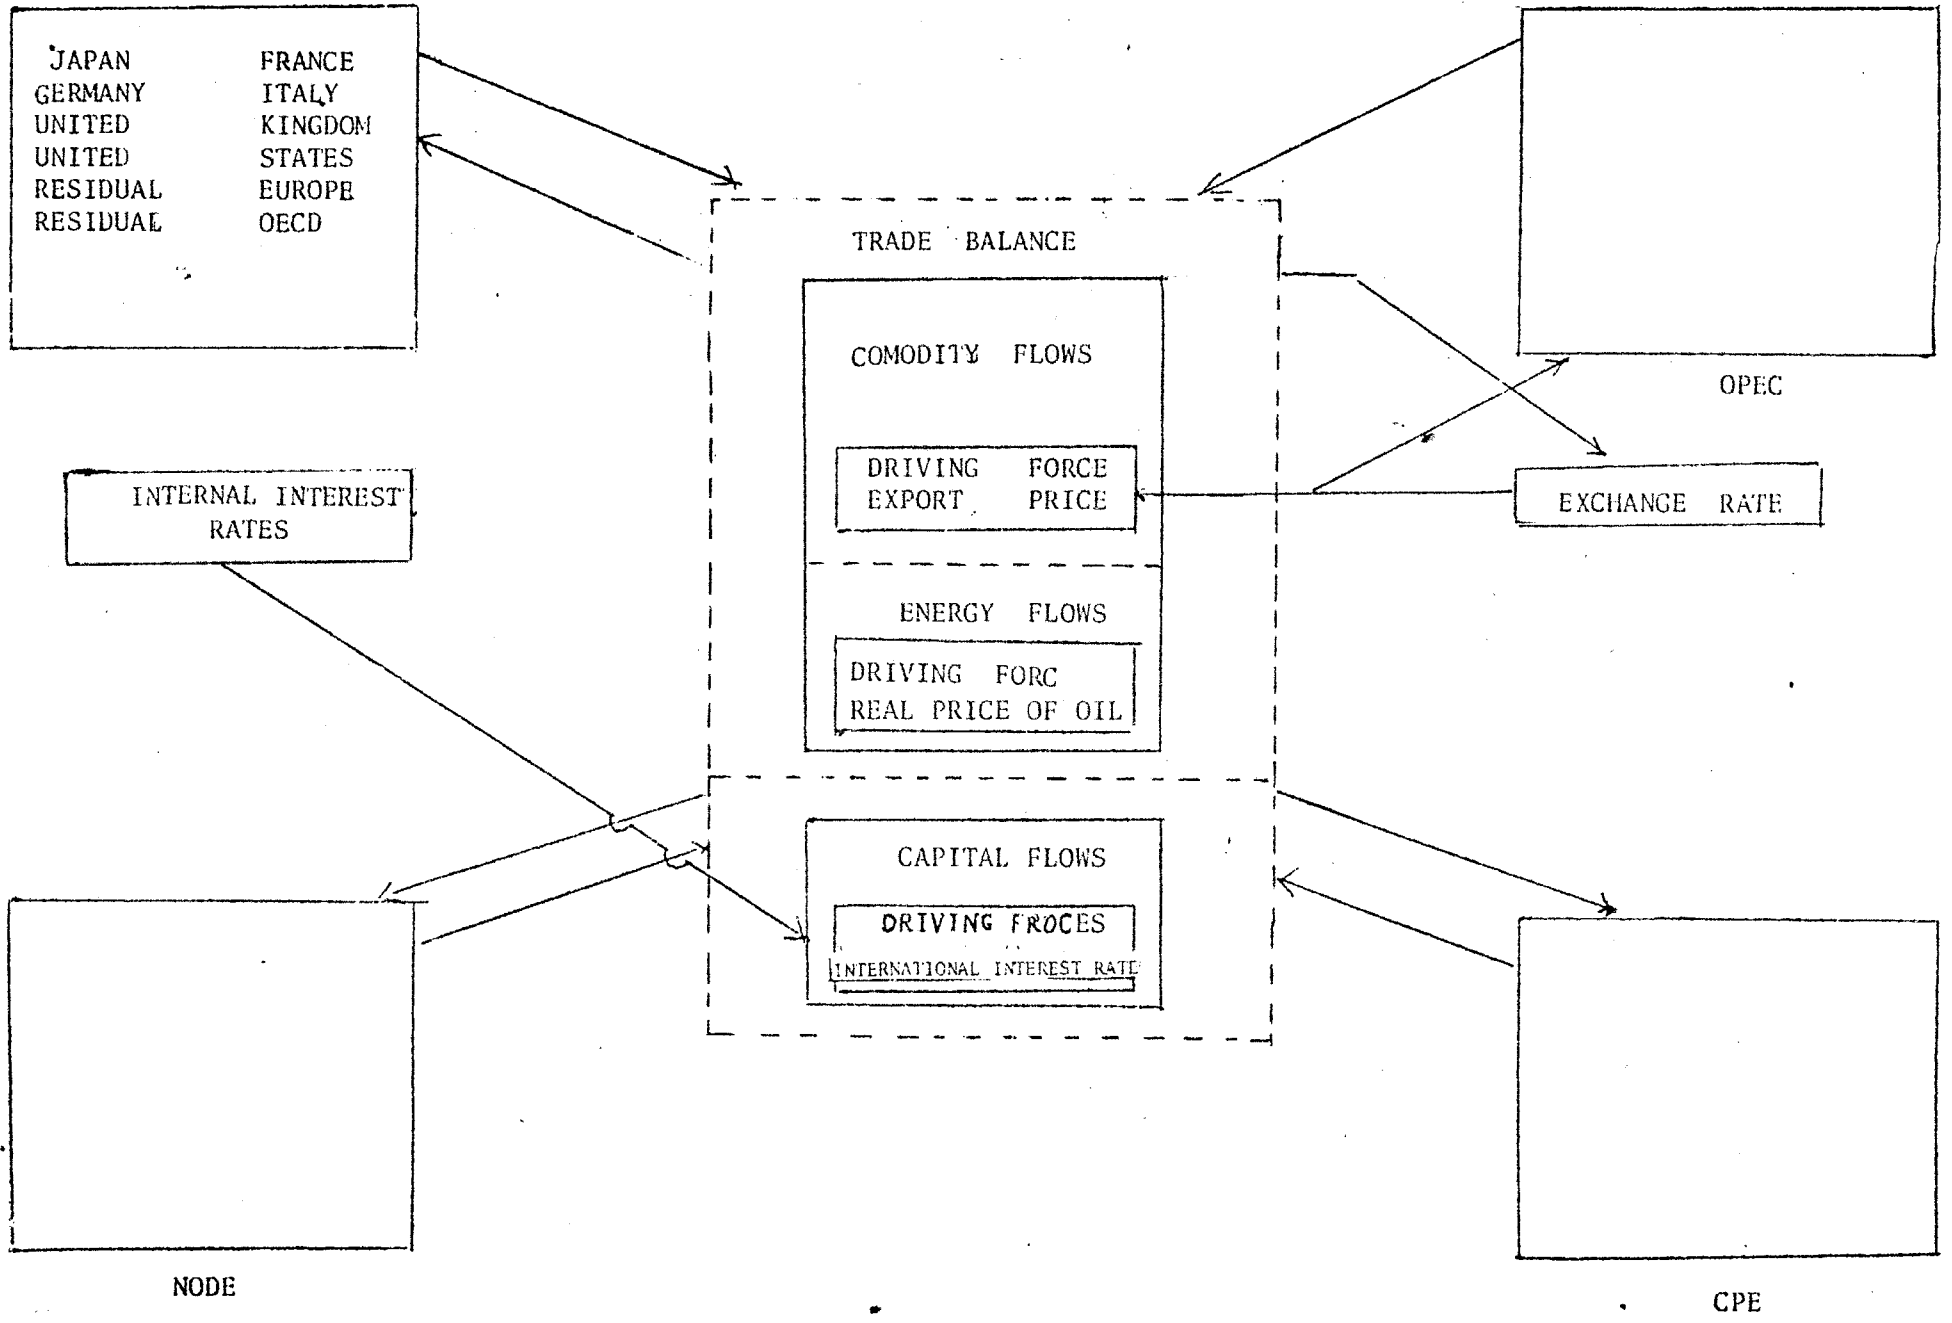 JAPAN FRANCE
GERMANY ITALY
UNITED KINGDOM
UNITED STATES
RESIDUAL EUROPE
RESIDUAL OECD
TRADE BALANCE
COMODITY FLOWS
DRIVING FORCE
EXPORT PRICE
ENERGY FLOWS
DRIVING FORC
REAL PRICE OF OIL
CAPITAL FLOWS
DRIVING FROCES
INTERNATIONAL INTEREST RATE
INTERNAL INTEREST
RATES
OPEC
EXCHANGE RATE
NODE
CPE